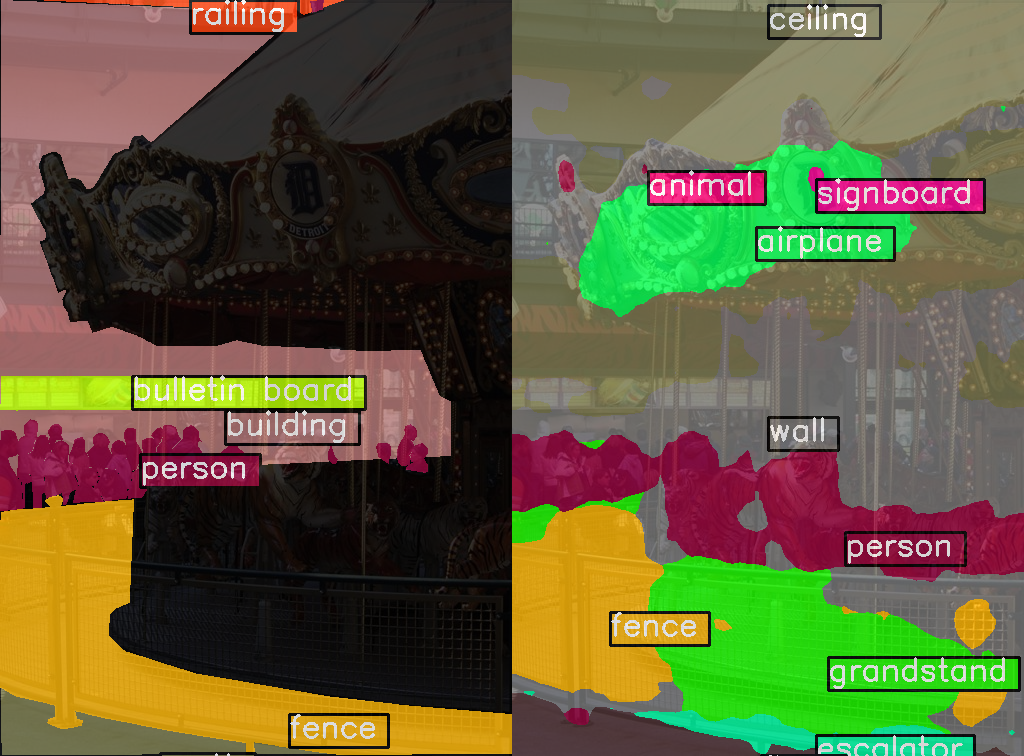 railing
ceiling
animal
signboard
airplane
D
DETROIT
bulletin board
building
wall
person
person
fence
grandstand
fence
escalator